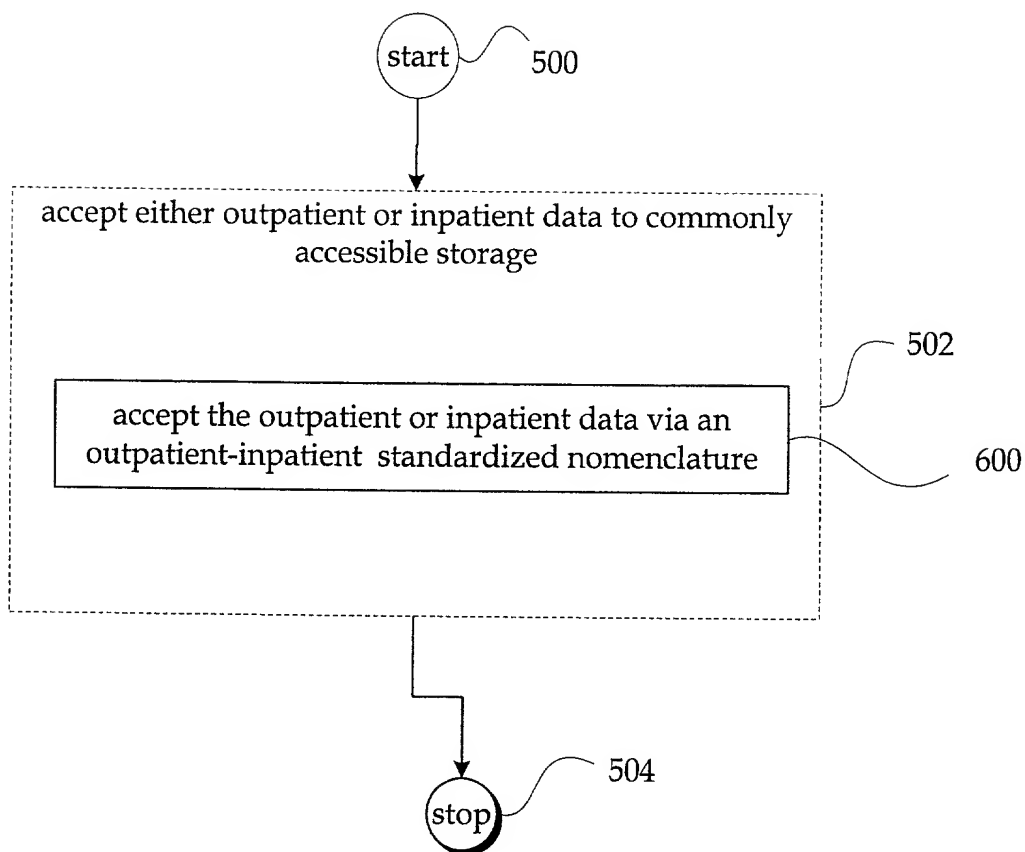 start
500
accept either outpatient or inpatient data to commonly
accessible storage
502
accept the outpatient or inpatient data via an
outpatient-inpatient standardized nomenclature
600
504
stop